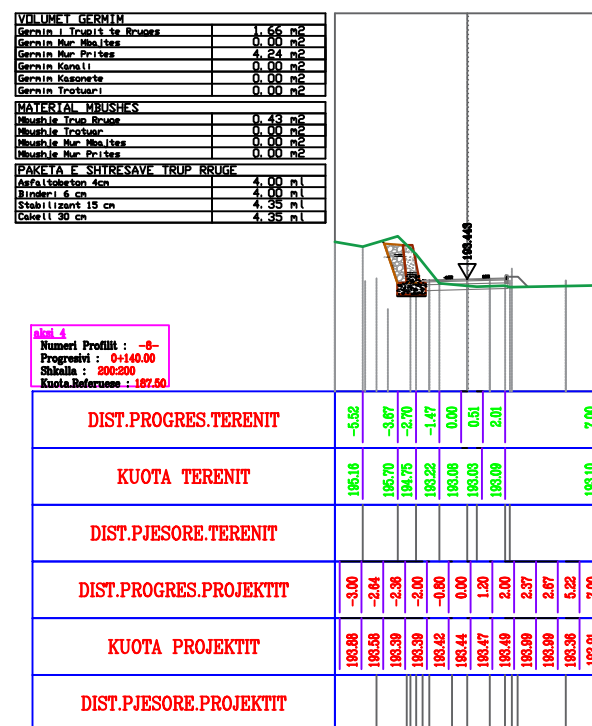 VOLUMET GERMIM
Germim i Trupit te Rruges 1.66 m2
Germim Mur Mbajtes 0.00 m2
Germim Mur Prites 4.24 m2
Germim Kanali 0.00 m2
Germim Kasonete 0.00 m2
Germim Trotuari 0.00 m2
MATERIAL MBUSHES
Mbushje Trup Rruge 0.43 m2
Mbushje Trotuar 0.00 m2
Mbushje Mur Mbajtes 0.00 m2
Mbushje Mur Prites 0.00 m2
PAKETA E SHTRESAVE TRUP RRUGE
Asfaltobeton 4cm 4.00 ml
Binderi 6 cm 4.00 ml
Stabilizant 15 cm 4.35 ml
Cakell 30 cm 4.35 ml
193.443
aksi 4
Numeri Profilit : -8-
Progresivi : 0+140.00
Shkalla : 200:200
Kuota.Referuese : 187.50
DIST.PROGRES.TERENIT -5.52 -3.67 -2.70 -1.47 0.00 0.51 2.01 7.00
KUOTA TERENIT 195.16 195.70 194.75 193.22 193.08 193.03 193.09 193.10
DIST.PJESORE.TERENIT
DIST.PROGRES.PROJEKTIT -3.00 -2.64 -2.36 -2.00 -0.80 0.00 1.20 2.00 2.37 2.67 5.22 7.00
KUOTA PROJEKTIT 193.88 193.58 193.39 193.39 193.42 193.44 193.47 193.49 193.99 193.99 193.36
DIST.PJESORE.PROJEKTIT